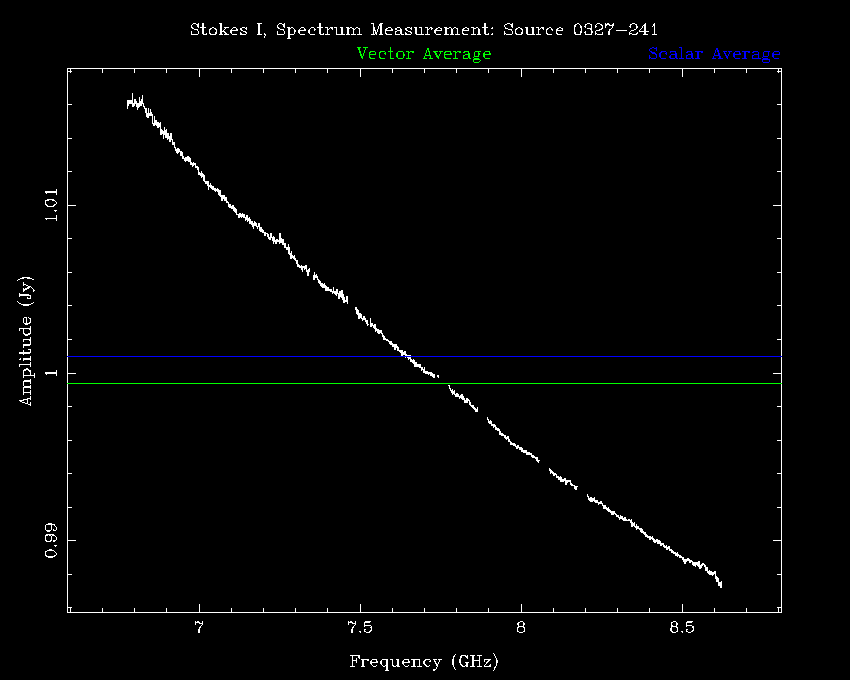 Stokes I, Spectrum Measurement: Source 0327−241
Vector Average Scalar Average
1.01
1
0.99
Amplitude (Jy)
7 7.5 8 8.5
Frequency (GHz)